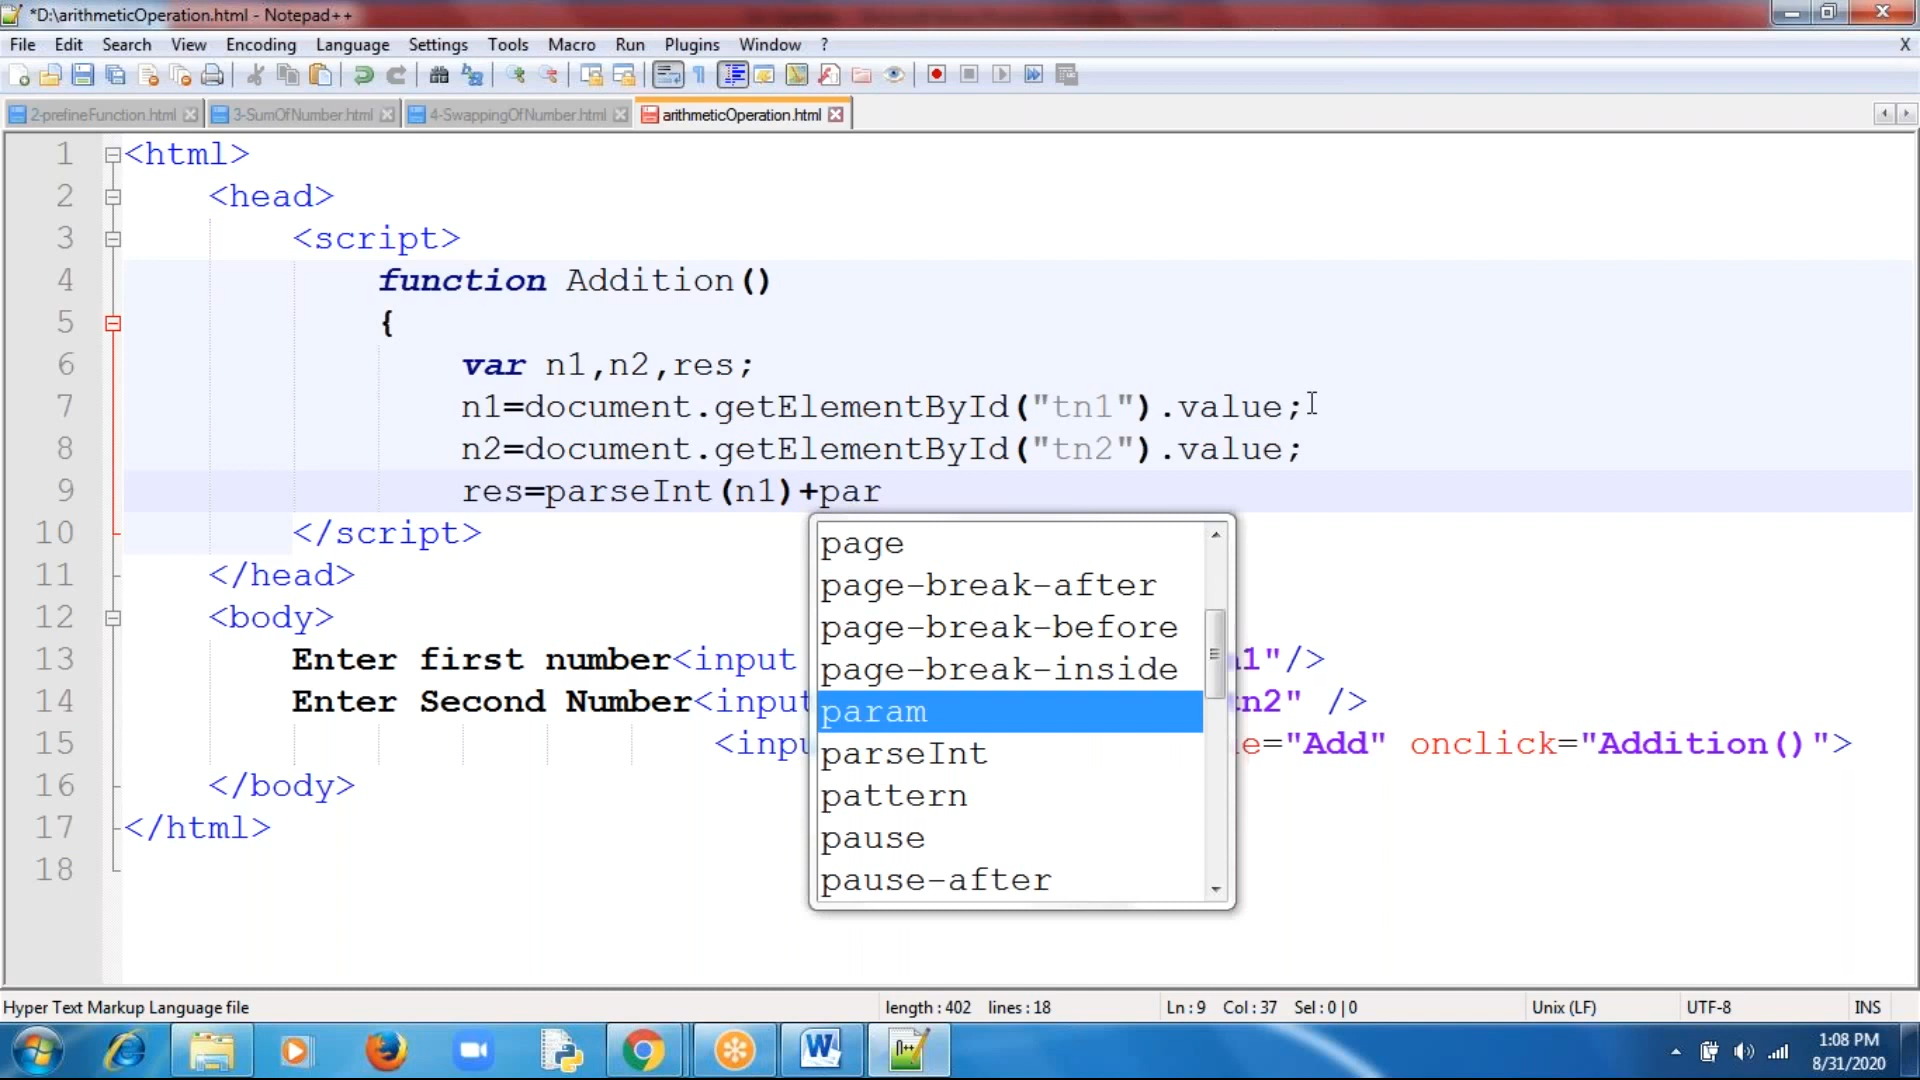 *D:\arithmeticOperation.html - Notepad++
File Edit Search View Encoding Language Settings Tools Macro Run Plugins Window ? X
2-prefineFunction.html 3-SumOfNumber.html 4-SwappingOfNumber.html arithmeticOperation.html
1 <html>
2 <head>
3 <script>
4 function Addition()
5 {
6 var n1,n2,res;
7 n1=document.getElementById("tn1").value;
8 n2=document.getElementById("tn2").value;
9 res=parseInt(n1)+par
10 </script>
11 </head>
12 <body>
13 Enter first number<input 1"/>
14 Enter Second Number<input n2" />
15 <inpu e="Add" onclick="Addition()">
16 </body>
17 </html>
18
page
page-break-after
page-break-before
page-break-inside
param
parseInt
pattern
pause
pause-after
Hyper Text Markup Language file length : 402 lines : 18 Ln : 9 Col : 37 Sel : 0 | 0 Unix (LF) UTF-8 INS
1:08 PM
8/31/2020